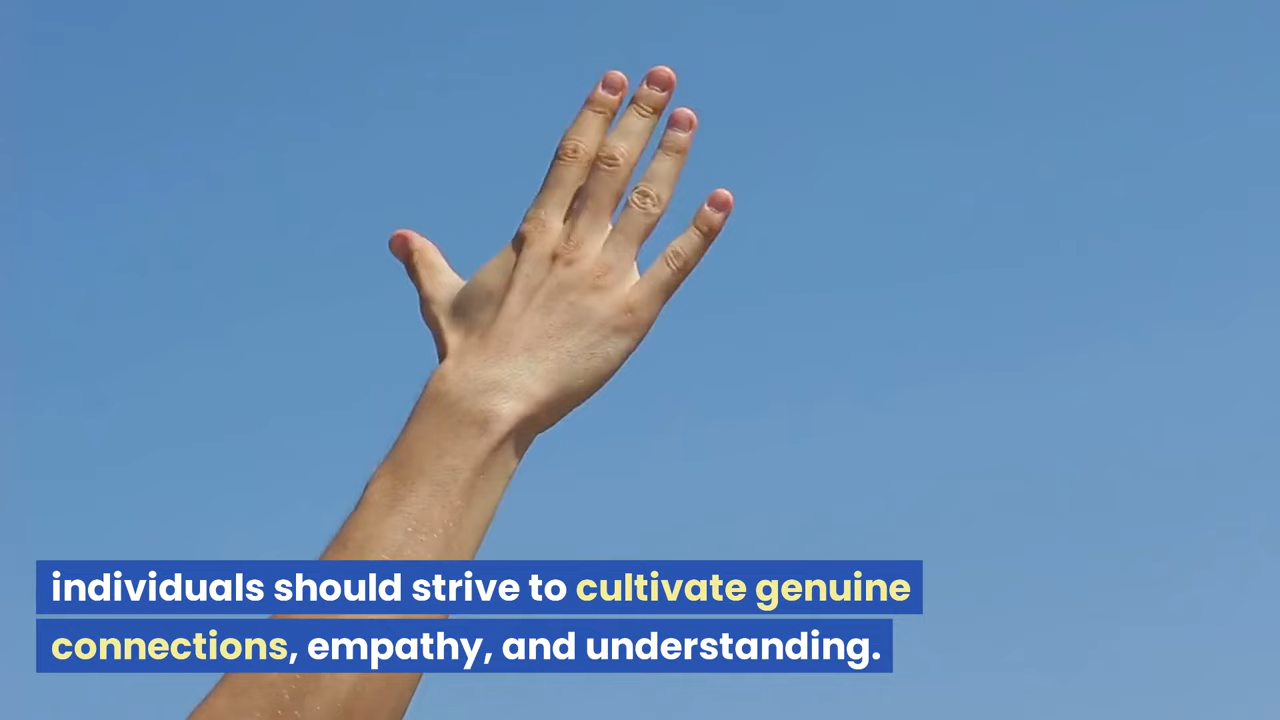 individuals should strive to cultivate genuine
connections, empathy, and understanding.